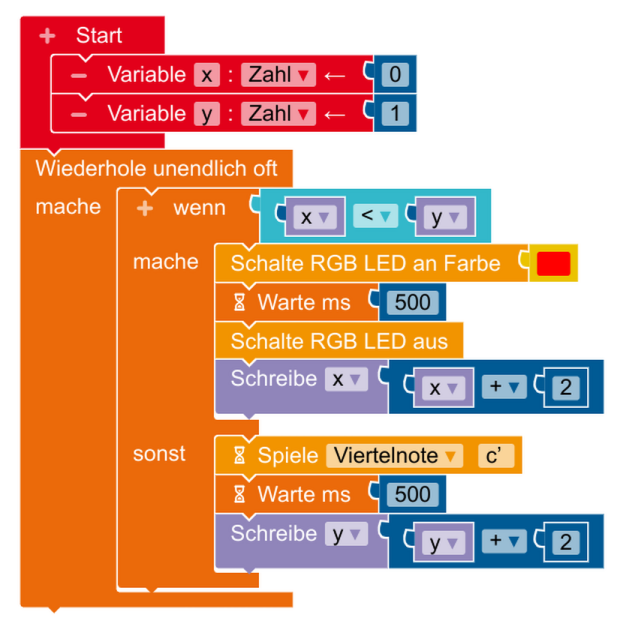 + Start
– Variable x : Zahl ▾ ← 0
– Variable y : Zahl ▾ ← 1
Wiederhole unendlich oft
mache + wenn x ▾ < ▾ y ▾
mache Schalte RGB LED an Farbe
Warte ms 500
Schalte RGB LED aus
Schreibe x ▾ x ▾ + ▾ 2
sonst Spiele Viertelnote ▾ c’
Warte ms 500
Schreibe y ▾ y ▾ + ▾ 2